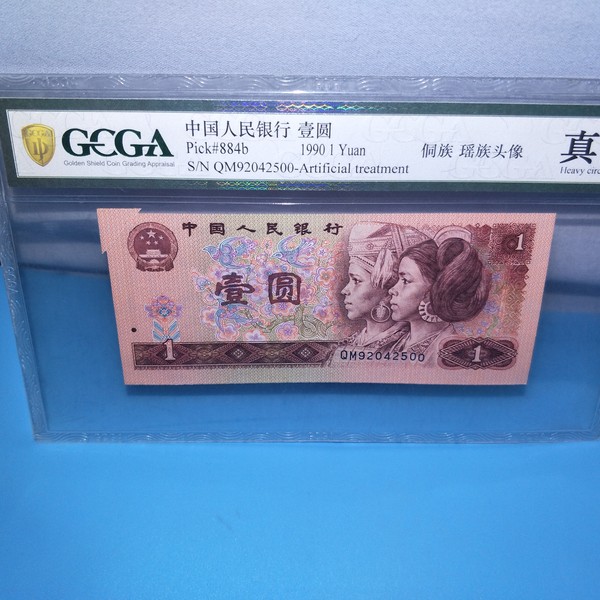 GCGA
Golden Shield Coin Grading Appraisal
中国人民银行 壹圆
Pick#884b 1990 1 Yuan
S/N QM92042500-Artificial treatment
侗族 瑶族头像
真
Heavy circ
中国人民银行
壹圆
1
1
QM92042500
1